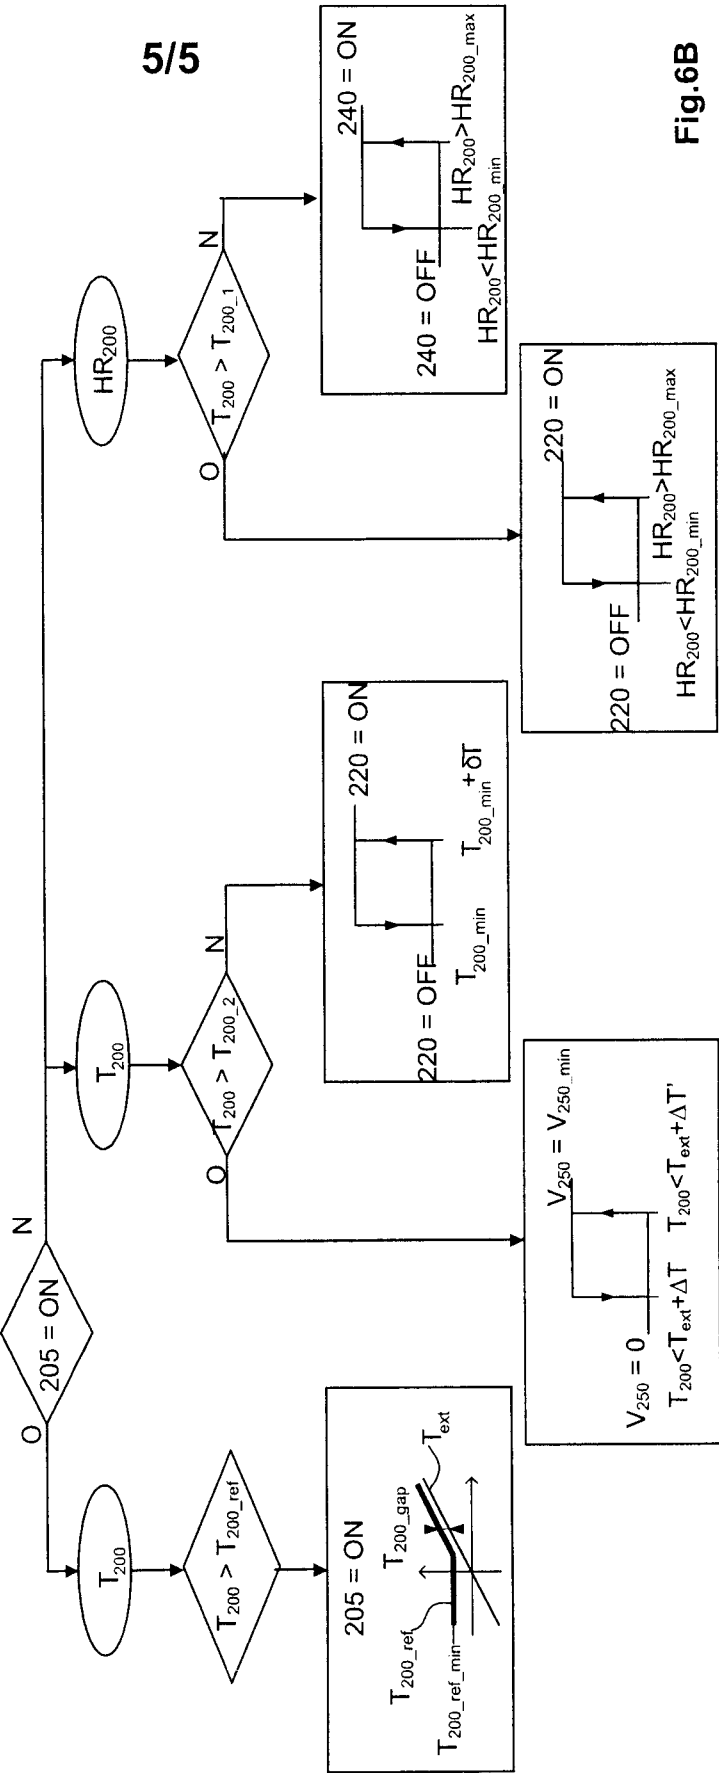 5/5
205 = ON
O
N
T200
T200 > T200_ref
205 = ON
T200_ref
T200_gap
Text
T200_ref_min
T200
T200 > T200_2
O
N
V250 = 0
V250 = V250_min
T200<Text+ΔT
T200<Text+ΔT'
220 = OFF
220 = ON
T200_min
T200_min+δT
HR200
T200 > T200_1
O
N
220 = OFF
220 = ON
HR200<HR200_min
HR200>HR200_max
240 = OFF
240 = ON
HR200<HR200_min
HR200>HR200_max
Fig.6B